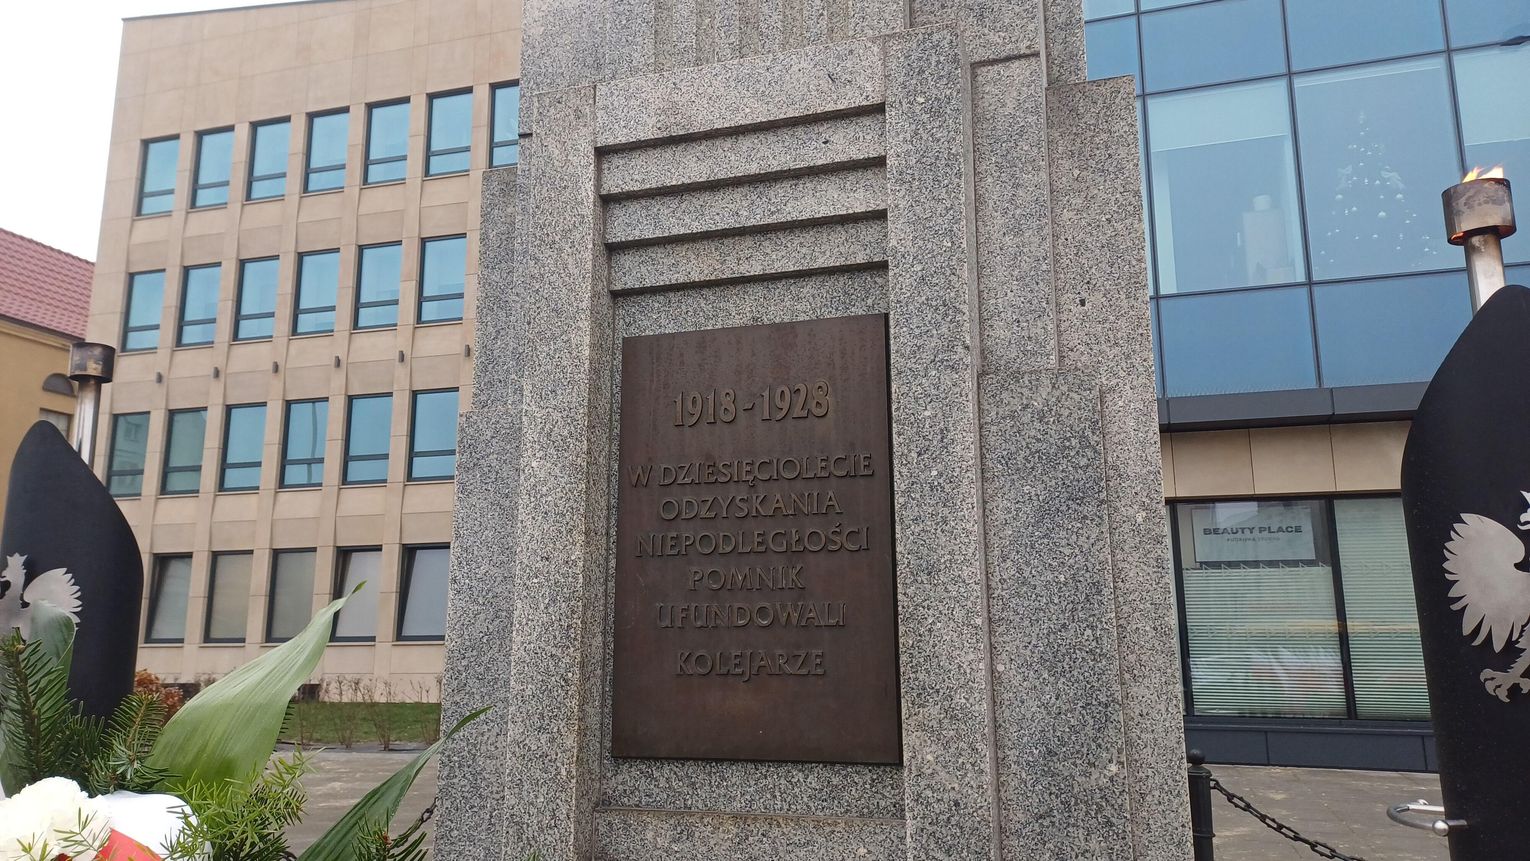 1918-1928
W DZIESIĘCIOLECIE
ODZYSKANIA
NIEPODLEGŁOŚCI
POMNIK
UFUNDOWALI
KOLEJARZE
BEAUTY PLACE